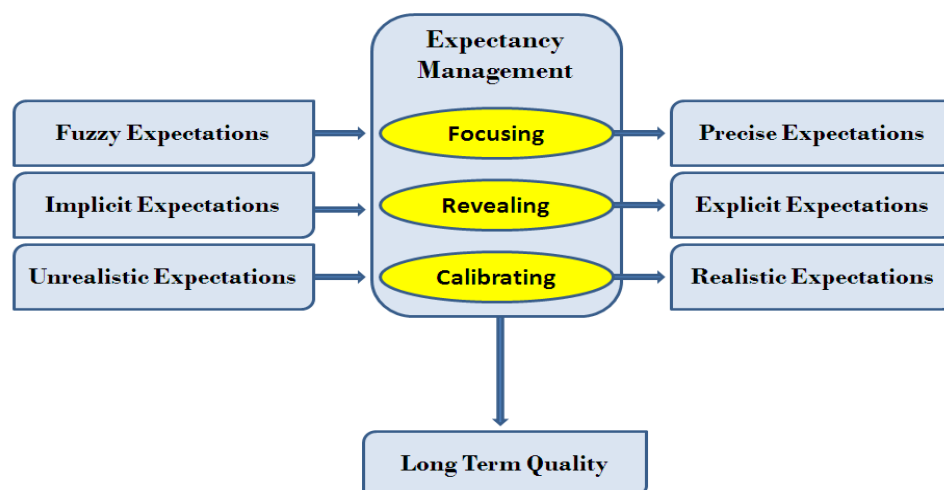 Expectancy
Management
Fuzzy Expectations
Focusing
Precise Expectations
Implicit Expectations
Revealing
Explicit Expectations
Unrealistic Expectations
Calibrating
Realistic Expectations
Long Term Quality